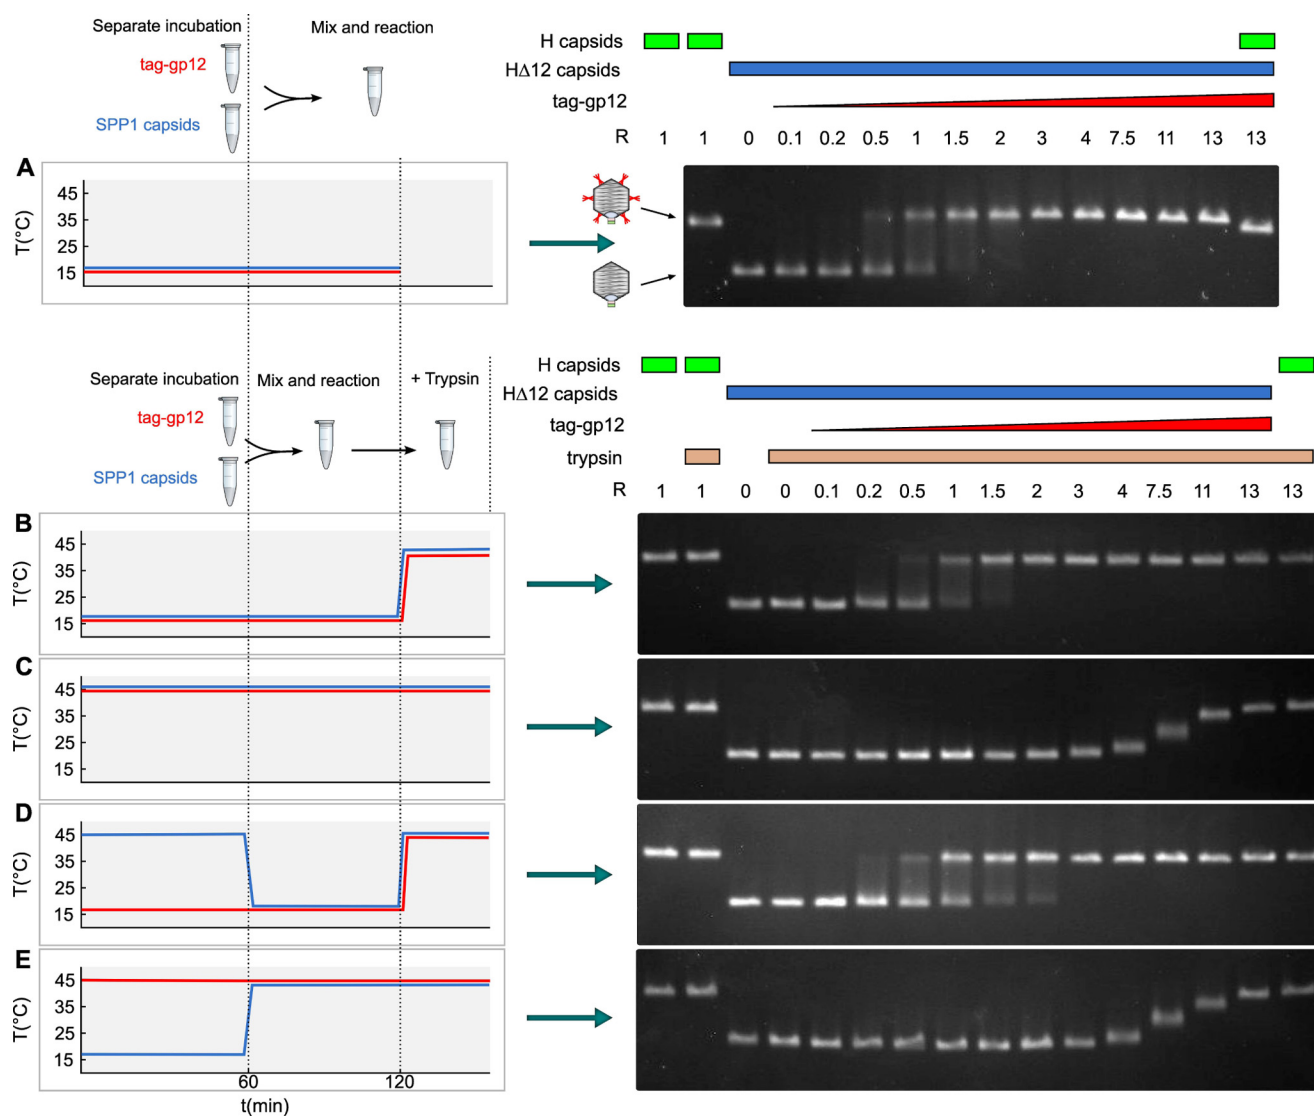 Separate incubation Mix and reaction
tag-gp12
SPP1 capsids
H capsids
HΔ12 capsids
tag-gp12
R 1 1 0 0.1 0.2 0.5 1 1.5 2 3 4 7.5 11 13 13
A
T(°C)
45
35
25
15
Separate incubation Mix and reaction + Trypsin
tag-gp12
SPP1 capsids
H capsids
HΔ12 capsids
tag-gp12
trypsin
R 1 1 0 0 0.1 0.2 0.5 1 1.5 2 3 4 7.5 11 13 13
B
T(°C)
45
35
25
15
C
T(°C)
45
35
25
15
D
T(°C)
45
35
25
15
E
T(°C)
45
35
25
15
60 120
t(min)